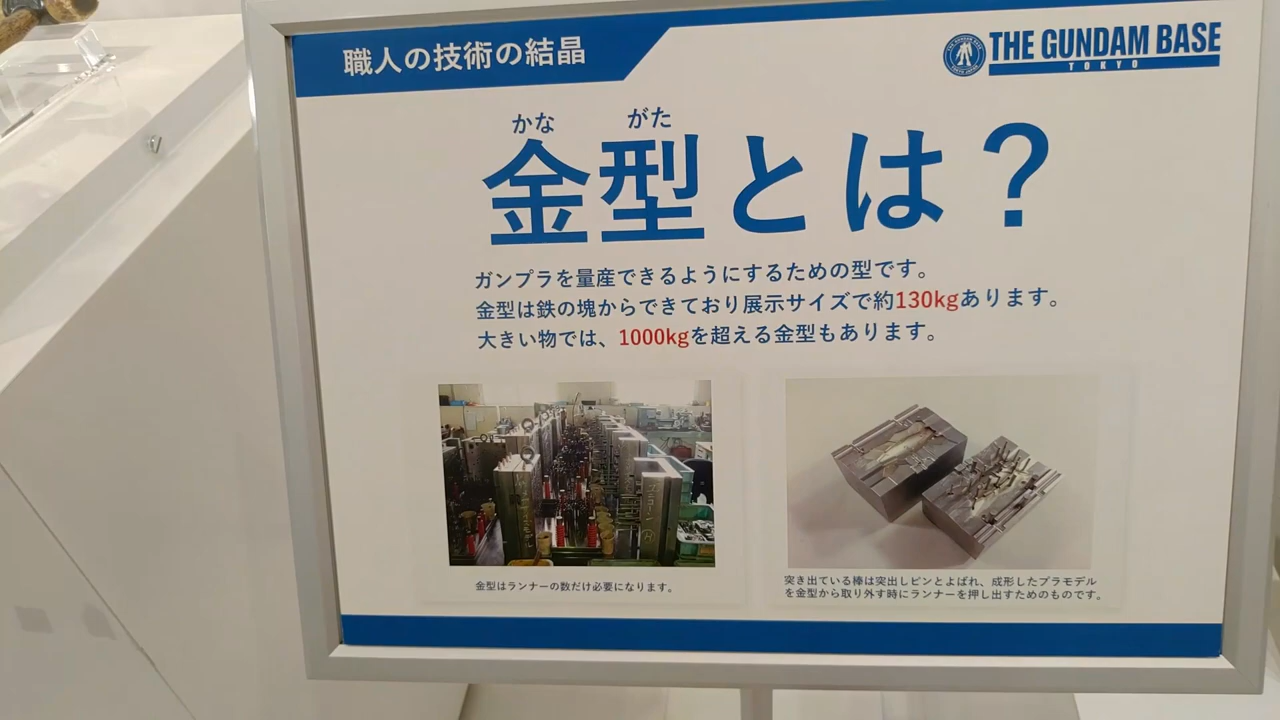 職人の技術の結晶
THE GUNDAM BASE
TOKYO
かな がた
金型とは？
ガンプラを量産できるようにするための型です。
金型は鉄の塊からできており展示サイズで約130kgあります。
大きい物では、1000kgを超える金型もあります。
金型はランナーの数だけ必要になります。
突き出ている棒は突出しピンとよばれ、成形したプラモデル
を金型から取り外す時にランナーを押し出すためのものです。